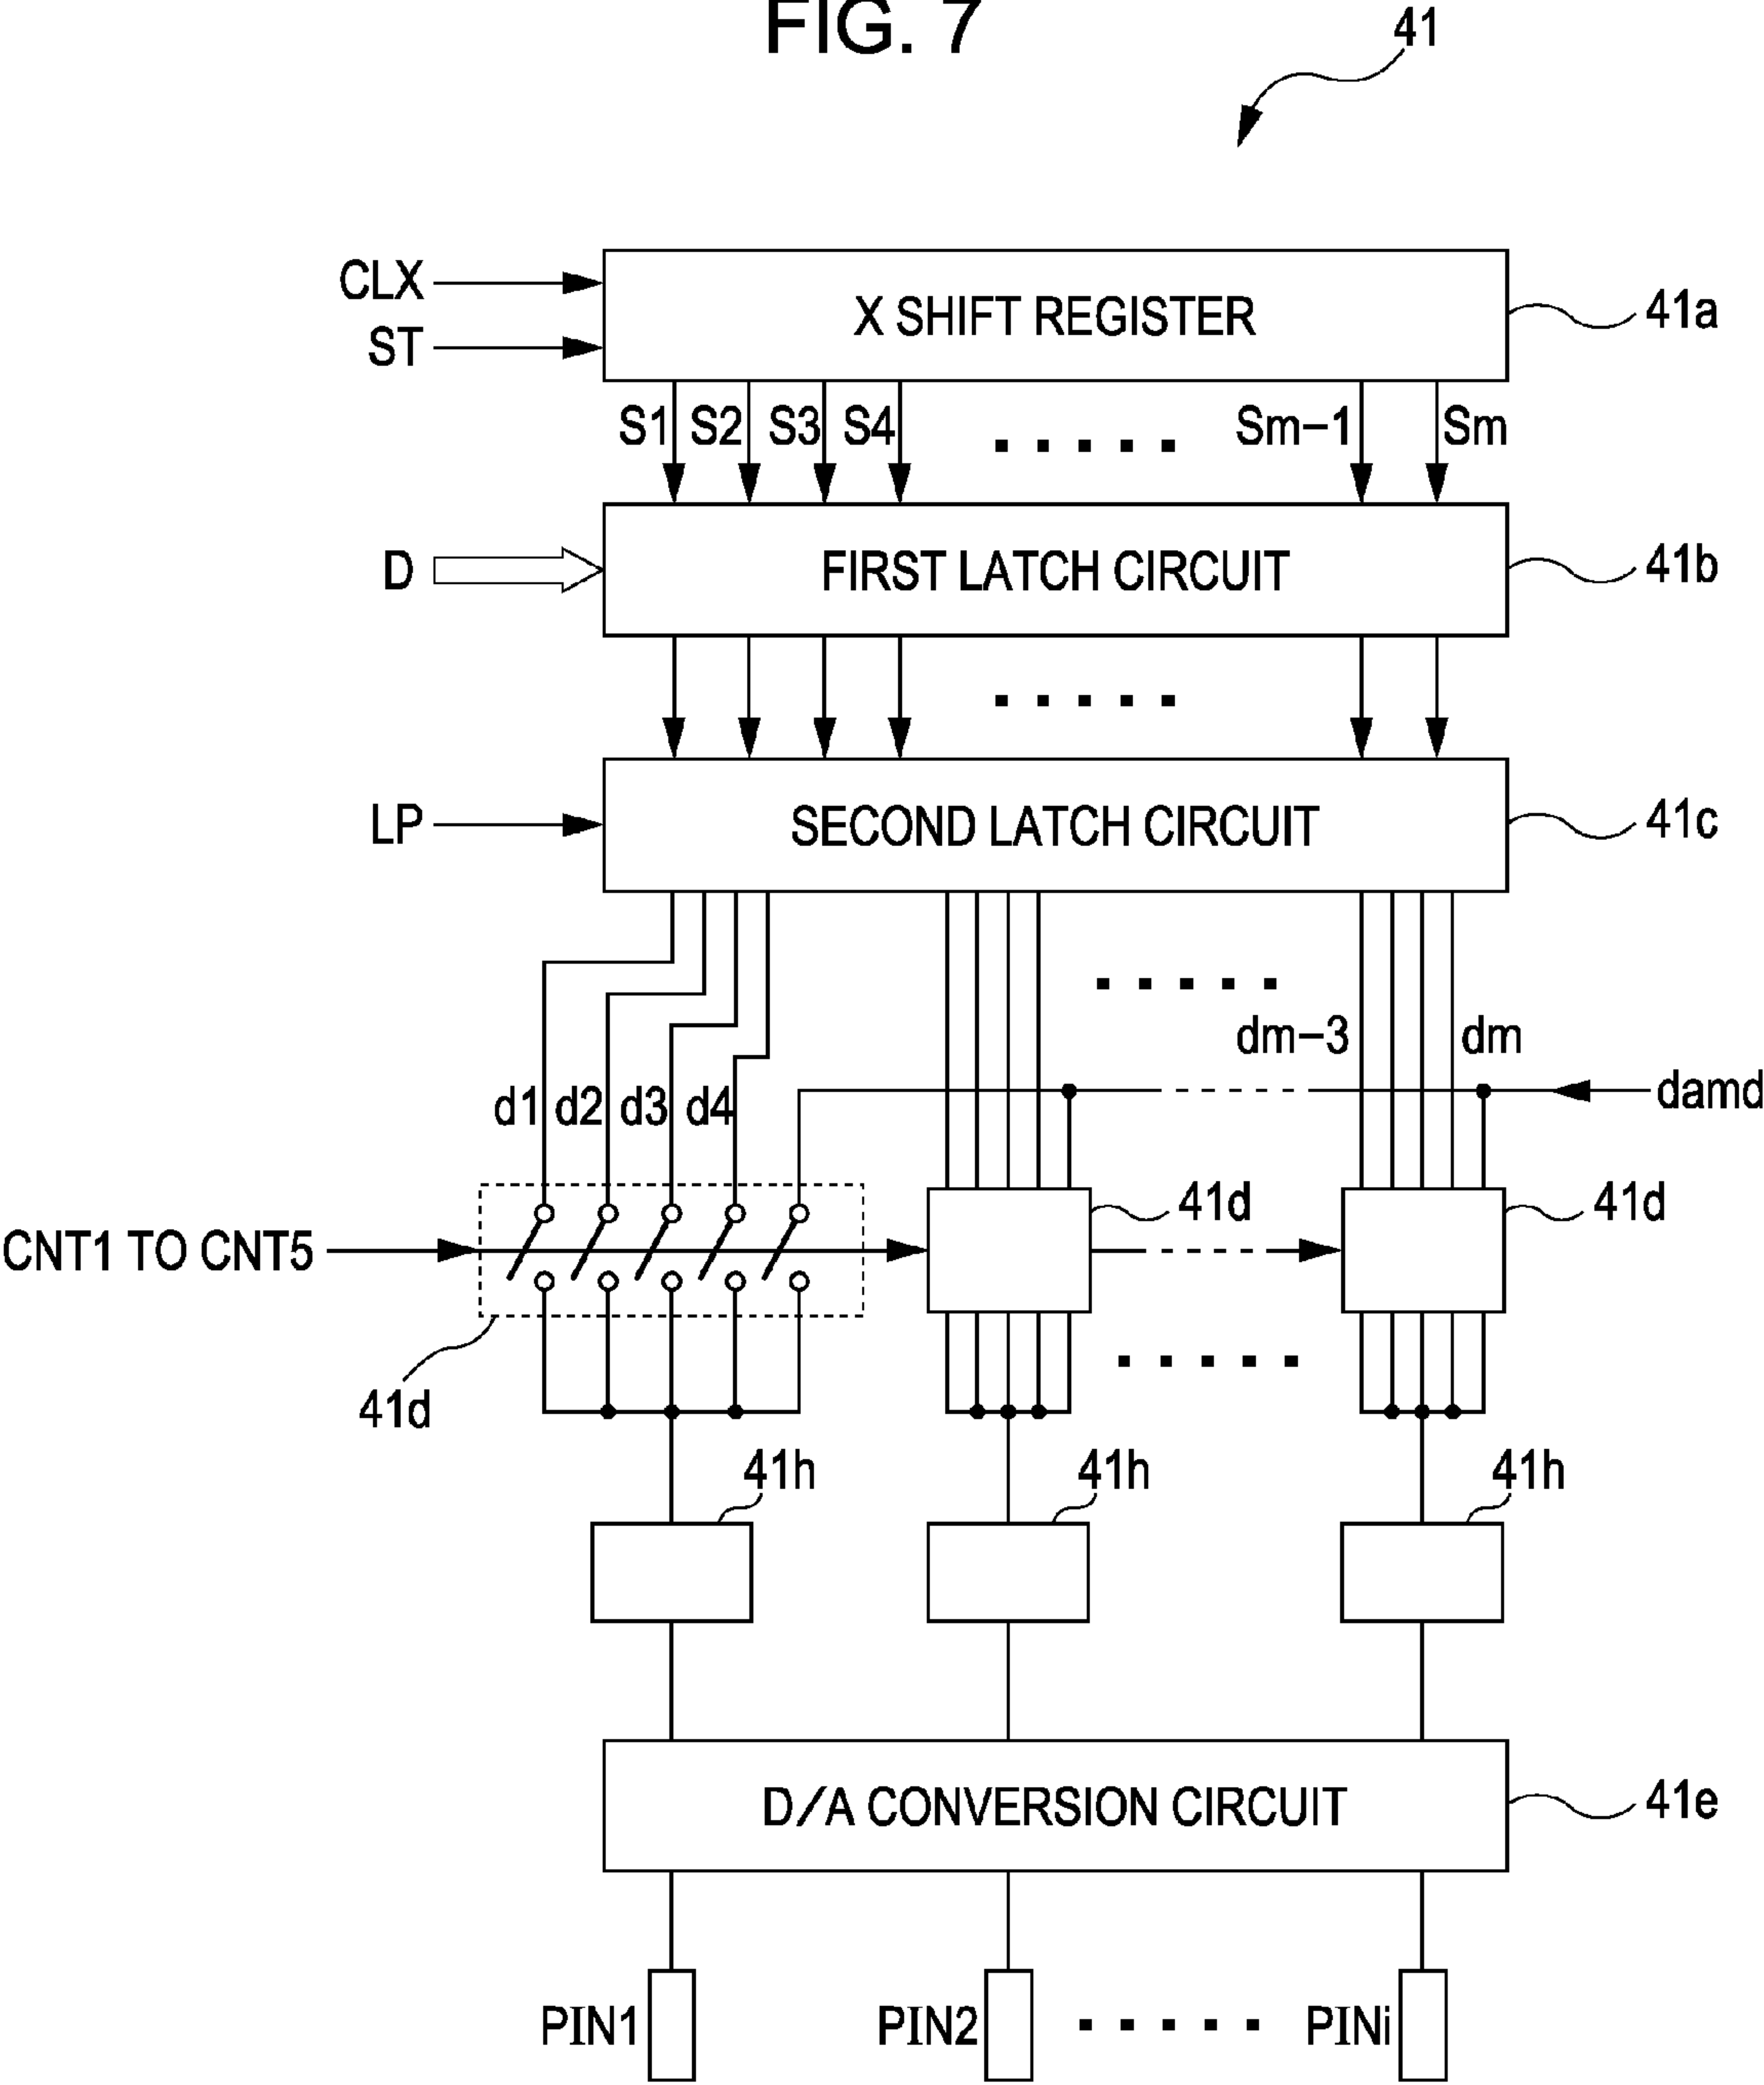 FIG. 7
41
CLX
ST
X SHIFT REGISTER
41a
S1 S2 S3 S4 Sm-1 Sm
D
FIRST LATCH CIRCUIT
41b
LP
SECOND LATCH CIRCUIT
41c
dm-3 dm
d1 d2 d3 d4
damd
CNT1 TO CNT5
41d
41d
41d
41h
41h
41h
D/A CONVERSION CIRCUIT
41e
PIN1
PIN2
PINi